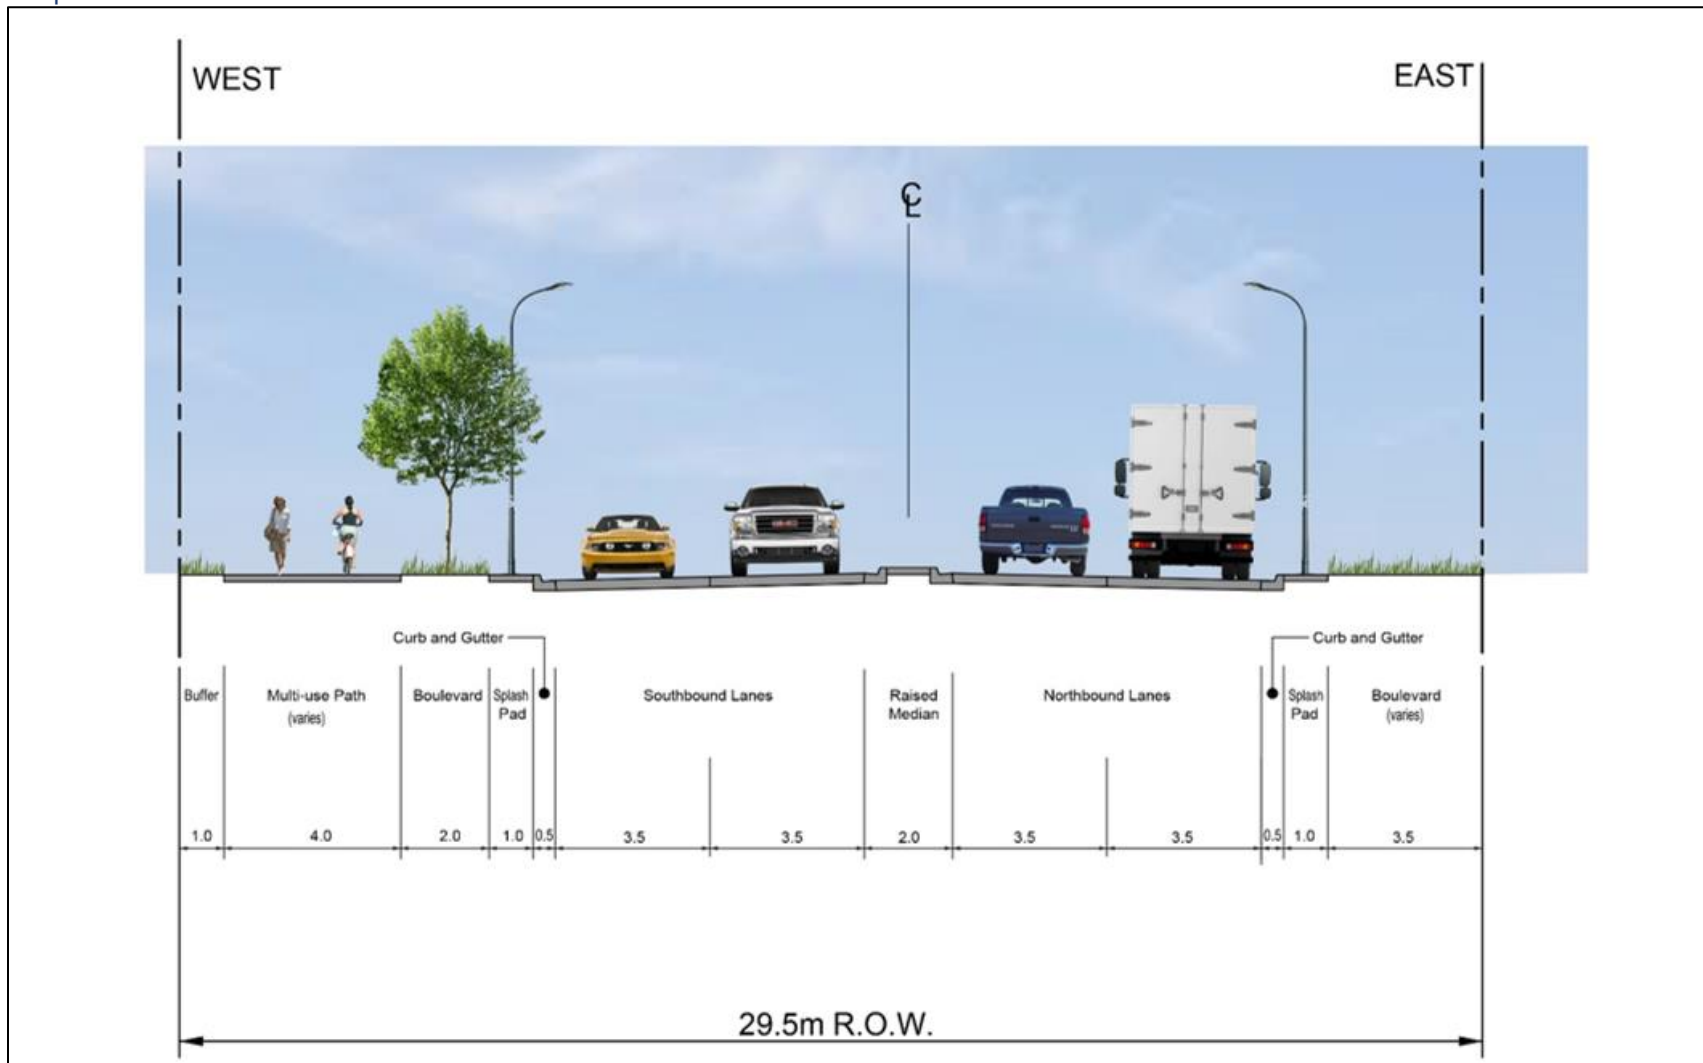 WEST
EAST
CL
Curb and Gutter
Curb and Gutter
Buffer
Multi-use Path
(varies)
Boulevard
Splash
Pad
Southbound Lanes
Raised
Median
Northbound Lanes
Splash
Pad
Boulevard
(varies)
1.0
4.0
2.0
1.0
0.5
3.5
3.5
2.0
3.5
3.5
0.5
1.0
3.5
29.5m R.O.W.